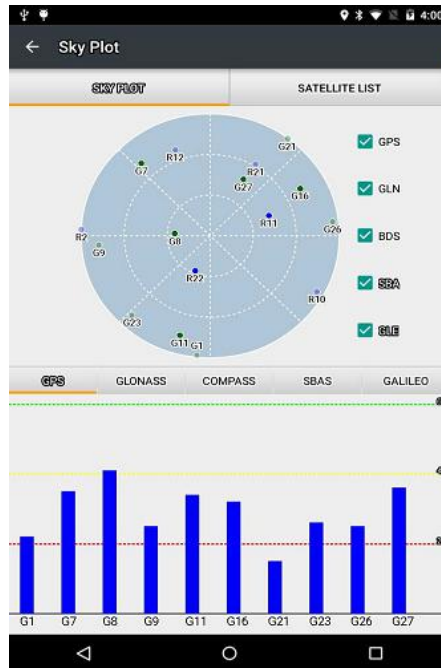 4:00
Sky Plot
SKY PLOT SATELLITE LIST
G21
R12
G7 R21
G27 G16
R11
R2 G8 G26
G9
R22
R10
G23
G11 G1
GPS
GLN
BDS
SBA
GLE
GPS GLONASS COMPASS SBAS GALILEO
G1 G7 G8 G9 G11 G16 G21 G23 G26 G27